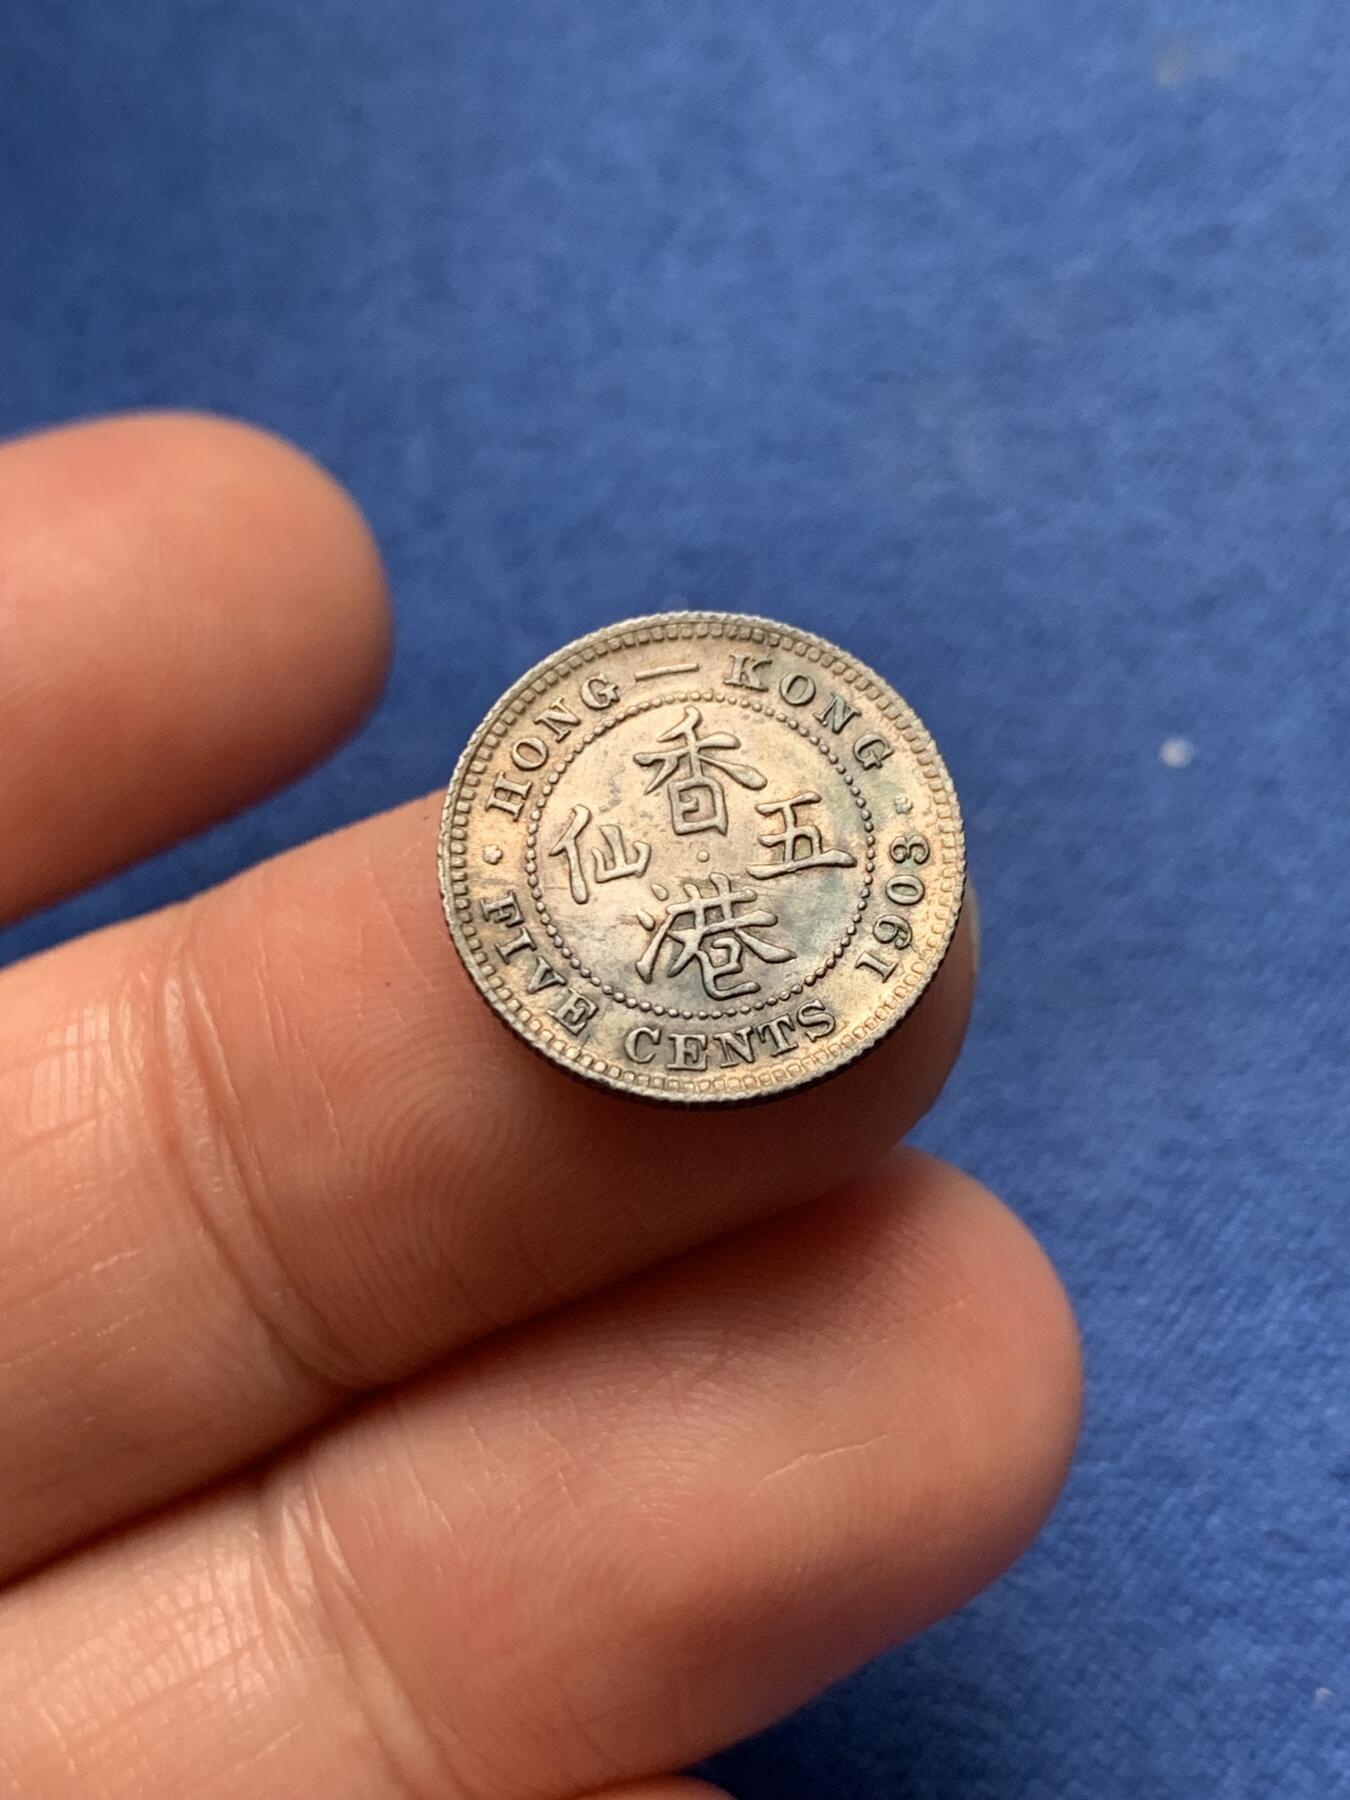 HONG — KONG
香港
五仙
FIVE CENTS
1903